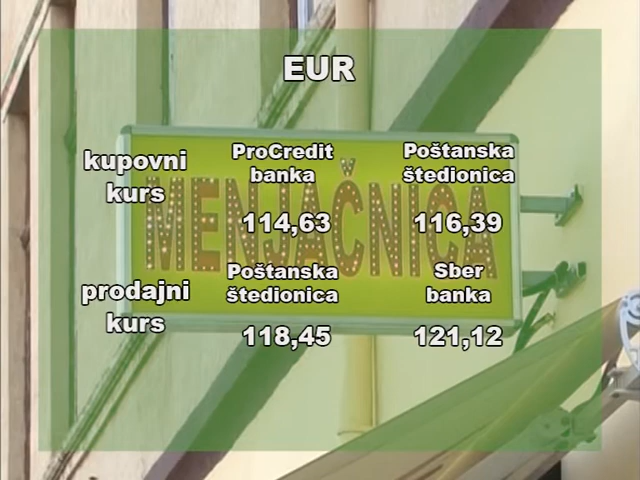 EUR
kupovni kurs
ProCredit banka
Poštanska štedionica
114,63
116,39
prodajni kurs
Poštanska štedionica
Sber banka
118,45
121,12
MENJAČNICA